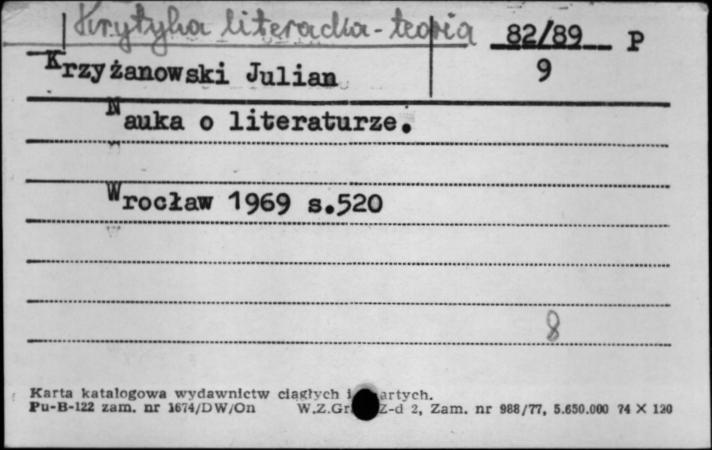 Krytyka literacka - teoria
82/89 P
Krzyżanowski Julian
9
Nauka o literaturze.
Wrocław 1969 s.520
8
Karta katalogowa wydawnictw ciągłych i artych.
Pu-B-122 zam. nr 1674/DW/On W.Z.Gr Z-d 2, Zam. nr 988/77, 5.650.000 74 X 120